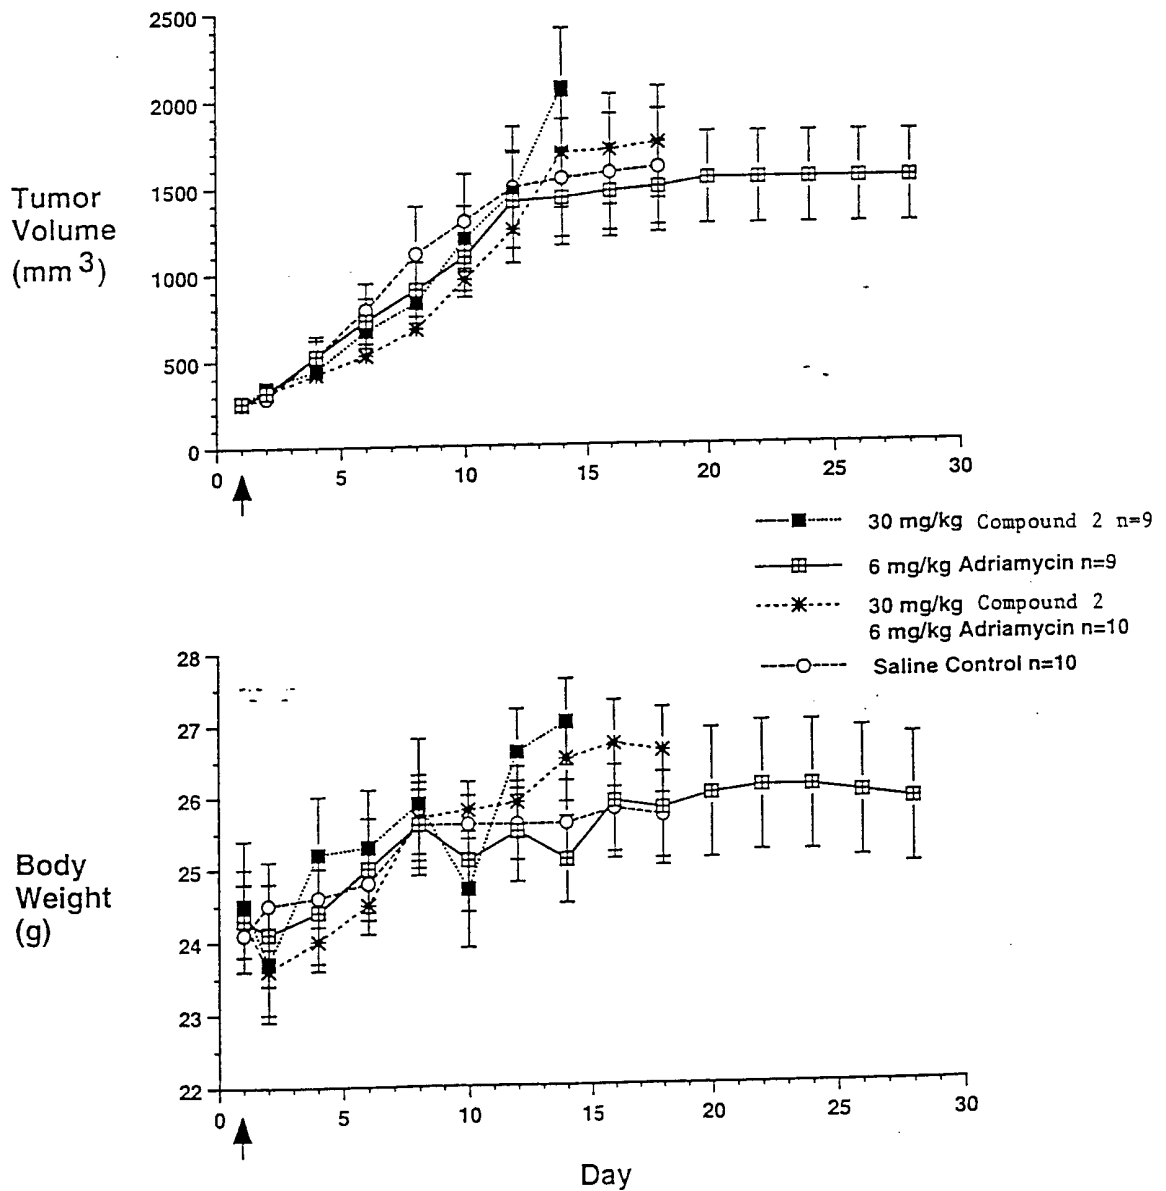 2500
2000
1500
1000
500
0
Tumor
Volume
(mm 3)
0 5 10 15 20 25 30
30 mg/kg Compound 2 n=9
6 mg/kg Adriamycin n=9
30 mg/kg Compound 2
6 mg/kg Adriamycin n=10
Saline Control n=10
28
27
26
25
24
23
22
Body
Weight
(g)
0 5 10 15 20 25 30
Day